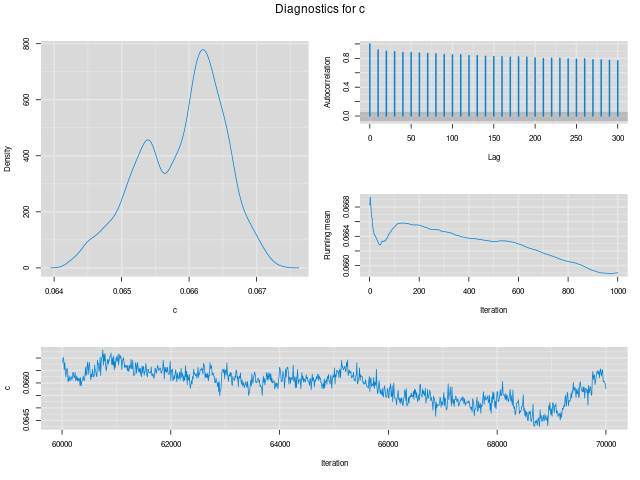 Diagnostics for c
Density
0 200 400 600 800
0.064 0.065 0.066 0.067
c
Autocorrelation
0.0 0.4 0.8
0 50 100 150 200 250 300
Lag
Running mean
0.0660 0.0664 0.0668
0 200 400 600 800 1000
Iteration
c
0.0645 0.0660
60000 62000 64000 66000 68000 70000
Iteration